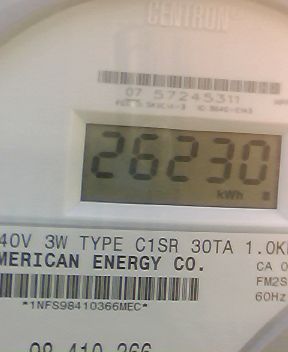 CENTRON
07 57245311
26230
kWh
40V 3W TYPE C1SR 30TA 1.0K
MERICAN ENERGY CO.
CA 0
FM2S
60Hz
*1NFS98410366MEC*
98 410 366